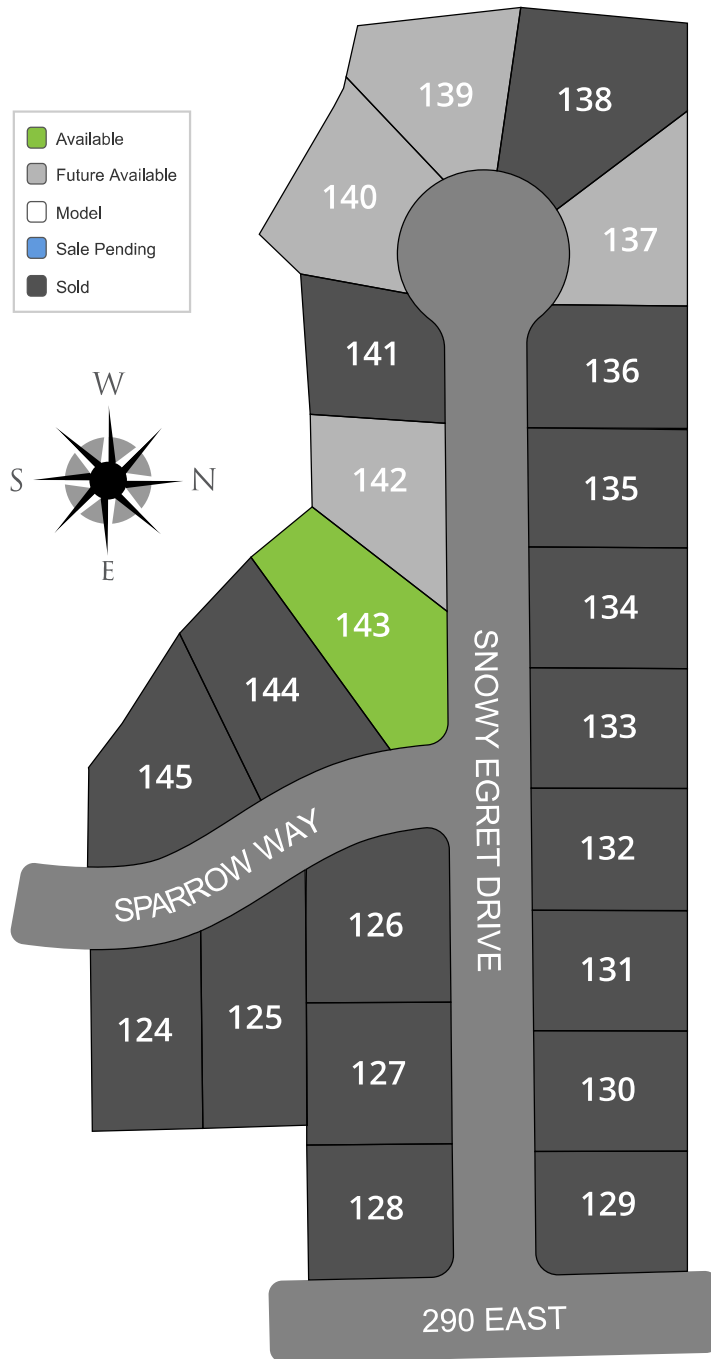 139
138
Available
Future Available
Model
Sale Pending
Sold
140
137
141
136
W
S
N
E
142
135
143
134
144
133
145
SNOWY EGRET DRIVE
SPARROW WAY
132
126
131
124
125
127
130
128
129
290 EAST